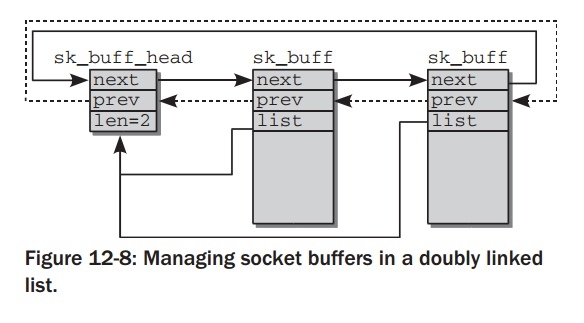 sk_buff_head sk_buff sk_buff
next next next
prev prev prev
len=2 list list
Figure 12-8: Managing socket buffers in a doubly linked
list.